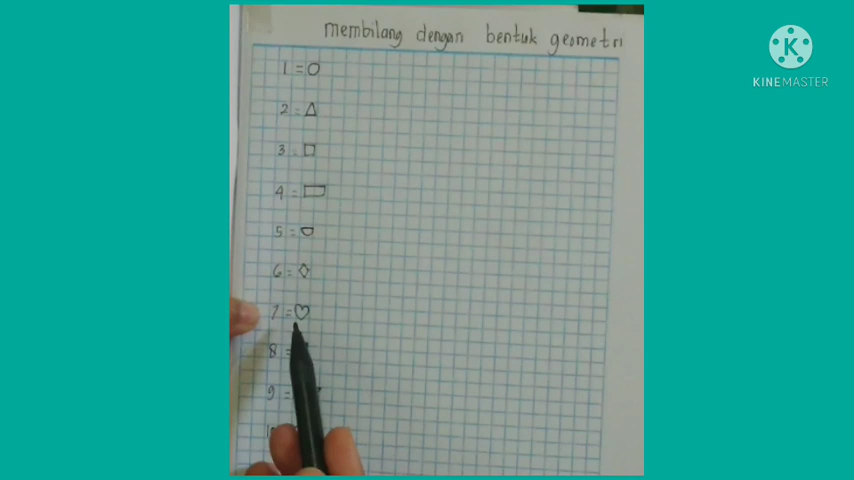 membilang dengan bentuk geometri
1 = ○
2 = △
3 = □
4 = ▭
5 = ⌓
6 = ◇
7 = ♡
8 =
9 =
K
KINEMASTER